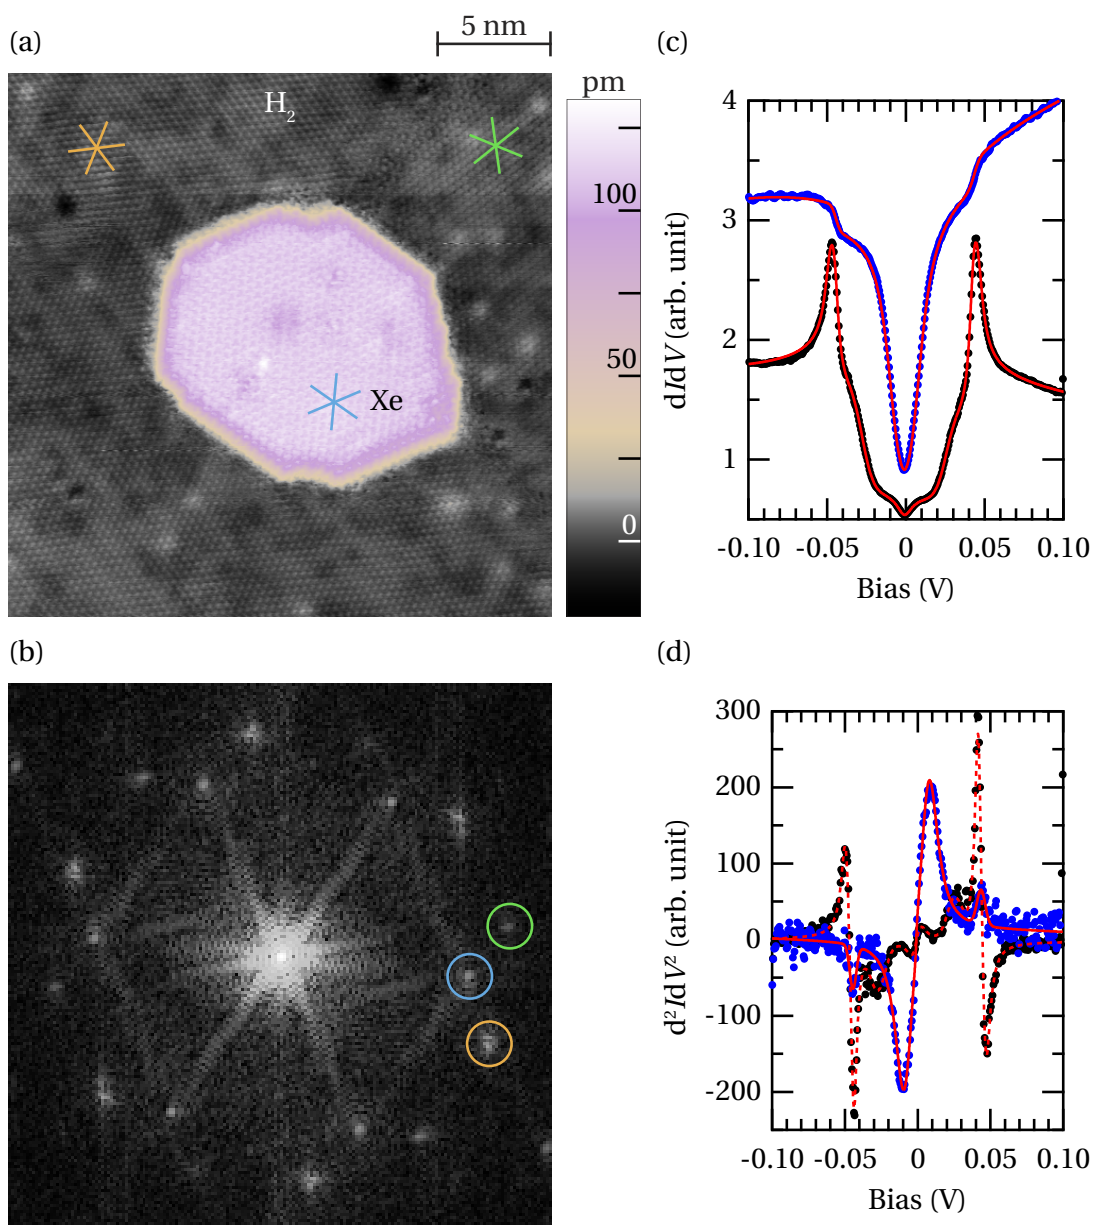 (a)
5 nm
H₂
Xe
pm
100
50
0
(b)
(c)
4
3
2
1
dI/dV (arb. unit)
-0.10 -0.05 0 0.05 0.10
Bias (V)
(d)
300
200
100
0
-100
-200
d²I/dV² (arb. unit)
-0.10 -0.05 0 0.05 0.10
Bias (V)